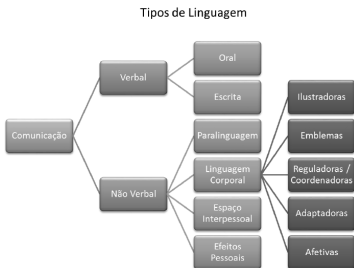 Tipos de Linguagem
Comunicação
Verbal
Oral
Escrita
Não Verbal
Paralinguagem
Linguagem
Corporal
Espaço
Interpessoal
Efeitos
Pessoais
Ilustradoras
Emblemas
Reguladoras /
Coordenadoras
Adaptadoras
Afetivas